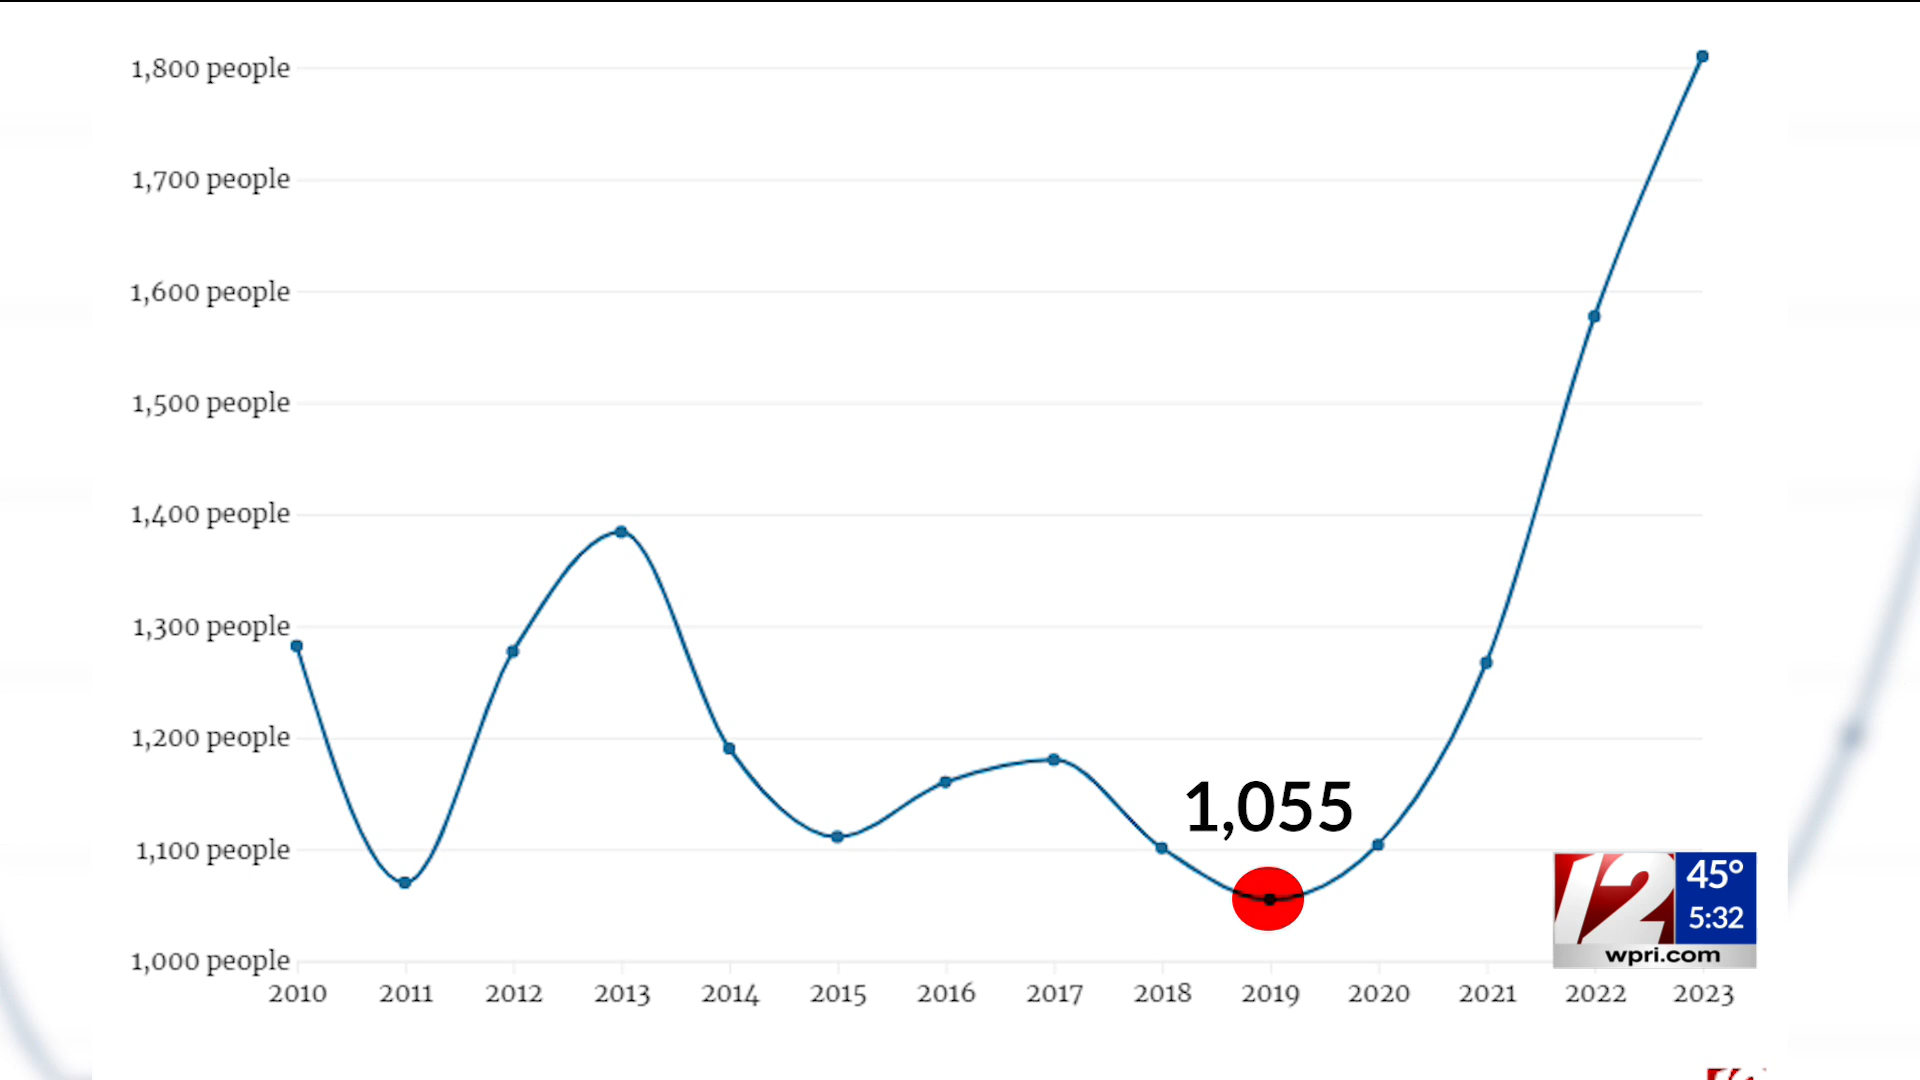 1,800 people
1,700 people
1,600 people
1,500 people
1,400 people
1,300 people
1,200 people
1,055
1,100 people
1,000 people
2010 2011 2012 2013 2014 2015 2016 2017 2018 2019 2020 2021 2022 2023
12
45°
5:32
wpri.com